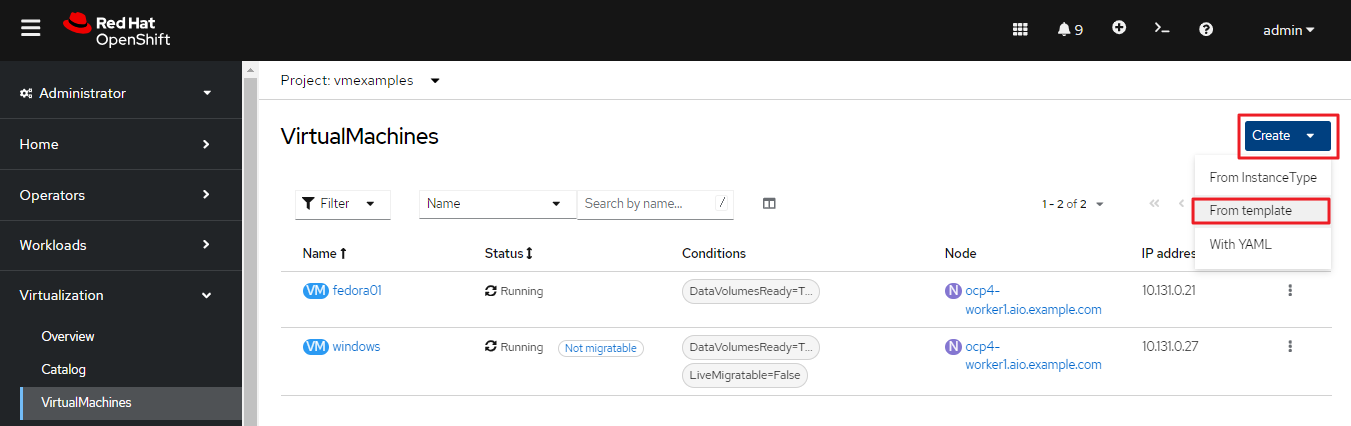 Red Hat
OpenShift
9
admin
Administrator
Home
Operators
Workloads
Virtualization
Overview
Catalog
VirtualMachines
Project: vmexamples
VirtualMachines
Create
From InstanceType
From template
With YAML
Filter
Name
Search by name...
/
1 - 2 of 2
Name
Status
Conditions
Node
IP addres
VM fedora01
Running
DataVolumesReady=T...
N ocp4-
worker1.aio.example.com
10.131.0.21
VM windows
Running
Not migratable
DataVolumesReady=T...
LiveMigratable=False
N ocp4-
worker1.aio.example.com
10.131.0.27